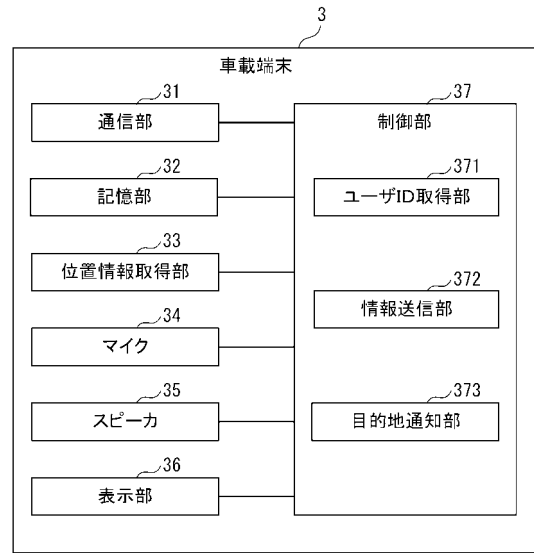 3
車載端末
31
通信部
32
記憶部
33
位置情報取得部
34
マイク
35
スピーカ
36
表示部
37
制御部
371
ユーザID取得部
372
情報送信部
373
目的地通知部